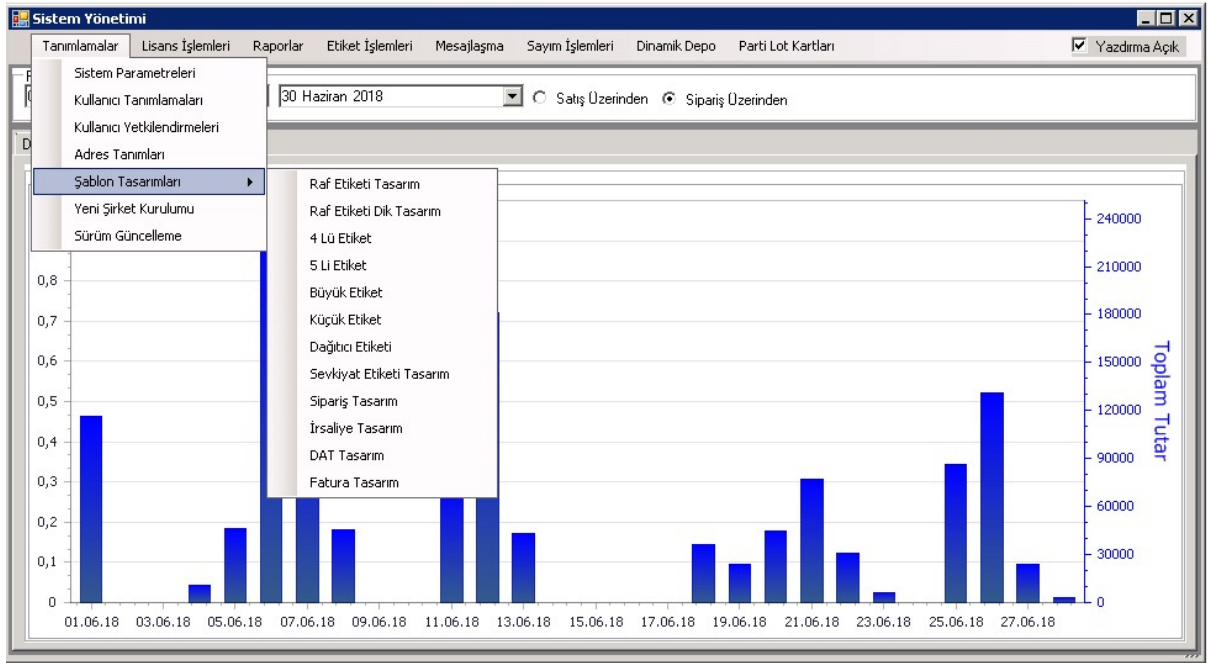 Sistem Yönetimi
Tanımlamalar Lisans İşlemleri Raporlar Etiket İşlemleri Mesajlaşma Sayım İşlemleri Dinamik Depo Parti Lot Kartları Yazdırma Açık
Sistem Parametreleri
Kullanıcı Tanımlamaları
Kullanıcı Yetkilendirmeleri
Adres Tanımları
Şablon Tasarımları
Yeni Şirket Kurulumu
Sürüm Güncelleme
30 Haziran 2018 Satış Üzerinden Sipariş Üzerinden
Raf Etiketi Tasarım
Raf Etiketi Dik Tasarım
4 Lü Etiket
5 Li Etiket
Büyük Etiket
Küçük Etiket
Dağıtıcı Etiketi
Sevkiyat Etiketi Tasarım
Sipariş Tasarım
İrsaliye Tasarım
DAT Tasarım
Fatura Tasarım
0,8
0,7
0,6
0,5
0,4
0,3
0,2
0,1
0
240000
210000
180000
150000
120000
90000
60000
30000
0
Toplam Tutar
01.06.18 03.06.18 05.06.18 07.06.18 09.06.18 11.06.18 13.06.18 15.06.18 17.06.18 19.06.18 21.06.18 23.06.18 25.06.18 27.06.18